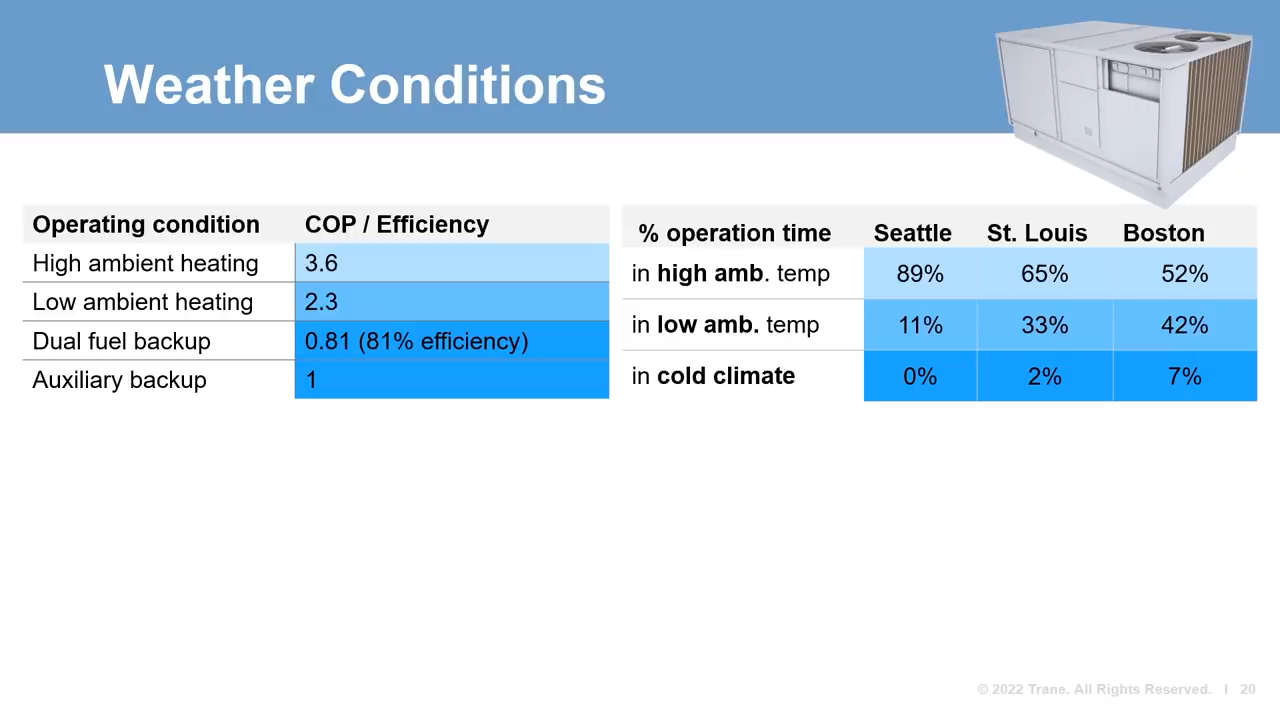 Weather Conditions
Operating condition COP / Efficiency
High ambient heating 3.6
Low ambient heating 2.3
Dual fuel backup 0.81 (81% efficiency)
Auxiliary backup 1
% operation time Seattle St. Louis Boston
in high amb. temp 89% 65% 52%
in low amb. temp 11% 33% 42%
in cold climate 0% 2% 7%
© 2022 Trane. All Rights Reserved. I 20